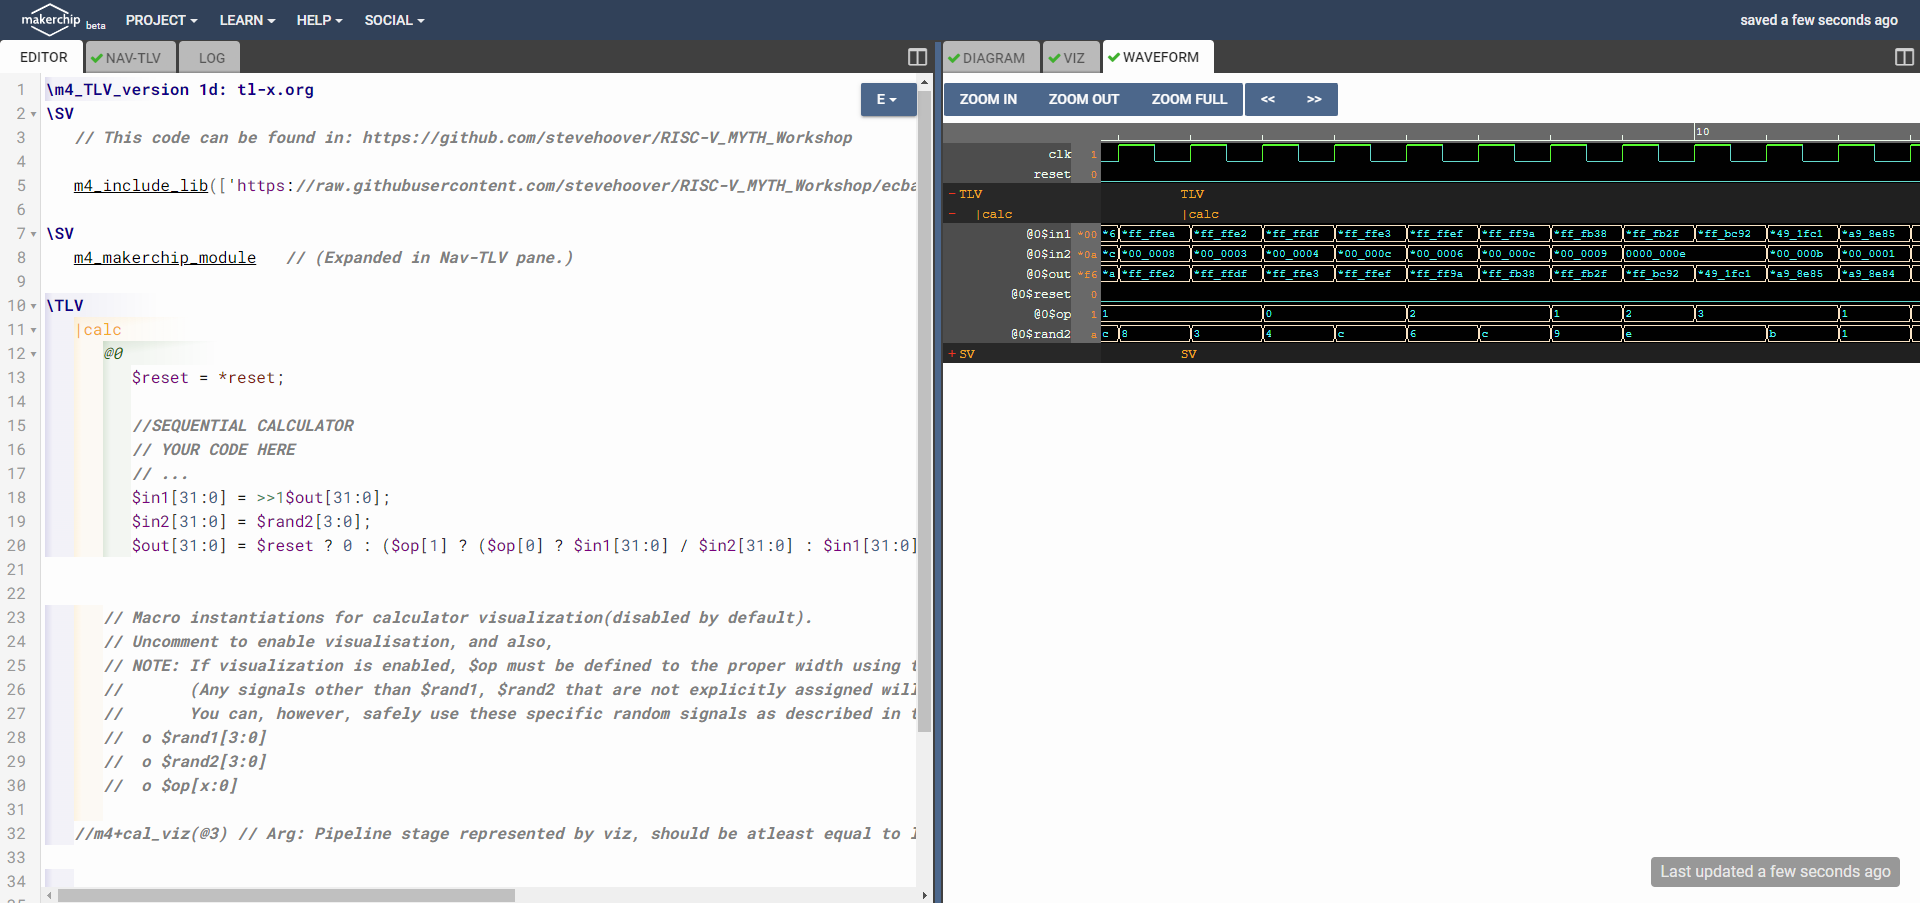 makerchip beta PROJECT LEARN HELP SOCIAL saved a few seconds ago
EDITOR NAV-TLV LOG
1 \m4_TLV_version 1d: tl-x.org
2 \SV
3 // This code can be found in: https://github.com/stevehoover/RISC-V_MYTH_Workshop
4
5 m4_include_lib(['https://raw.githubusercontent.com/stevehoover/RISC-V_MYTH_Workshop/ecba
6
7 \SV
8 m4_makerchip_module // (Expanded in Nav-TLV pane.)
9
10 \TLV
11 |calc
12 @0
13 $reset = *reset;
14
15 //SEQUENTIAL CALCULATOR
16 // YOUR CODE HERE
17 // ...
18 $in1[31:0] = >>1$out[31:0];
19 $in2[31:0] = $rand2[3:0];
20 $out[31:0] = $reset ? 0 : ($op[1] ? ($op[0] ? $in1[31:0] / $in2[31:0] : $in1[31:0]
21
22
23 // Macro instantiations for calculator visualization(disabled by default).
24 // Uncomment to enable visualisation, and also,
25 // NOTE: If visualization is enabled, $op must be defined to the proper width using t
26 // (Any signals other than $rand1, $rand2 that are not explicitly assigned will
27 // You can, however, safely use these specific random signals as described in t
28 // o $rand1[3:0]
29 // o $rand2[3:0]
30 // o $op[x:0]
31
32 //m4+cal_viz(@3) // Arg: Pipeline stage represented by viz, should be atleast equal to l
33
34
E
DIAGRAM VIZ WAVEFORM
ZOOM IN ZOOM OUT ZOOM FULL << >>
10
clk 1
reset 0
- TLV TLV
- |calc |calc
@0$in1 *00 *6 *ff_ffea *ff_ffe2 *ff_ffdf *ff_ffe3 *ff_ffef *ff_ff9a *ff_fb38 *ff_fb2f *ff_bc92 *49_1fc1 *a9_8e85
@0$in2 *0a *c *00_0008 *00_0003 *00_0004 *00_000c *00_0006 *00_000c *00_0009 0000_000e *00_000b *00_0001
@0$out *f6 *a *ff_ffe2 *ff_ffdf *ff_ffe3 *ff_ffef *ff_ff9a *ff_fb38 *ff_fb2f *ff_bc92 *49_1fc1 *a9_8e85 *a9_8e84
@0$reset 0
@0$op 1 1 0 2 1 2 3 1
@0$rand2 a c 8 3 4 c 6 c 9 e b 1
+ SV SV
Last updated a few seconds ago